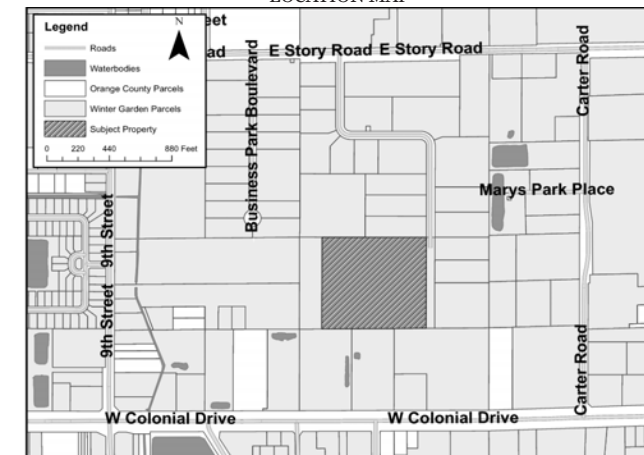 LOCATION MAP
Legend
N
Roads
Waterbodies
Orange County Parcels
Winter Garden Parcels
Subject Property
0 220 440 880 Feet
eet
ad
E Story Road E Story Road
Carter Road
Business Park Boulevard
Marys Park Place
9th Street
9th Street
Carter Road
W Colonial Drive
W Colonial Drive